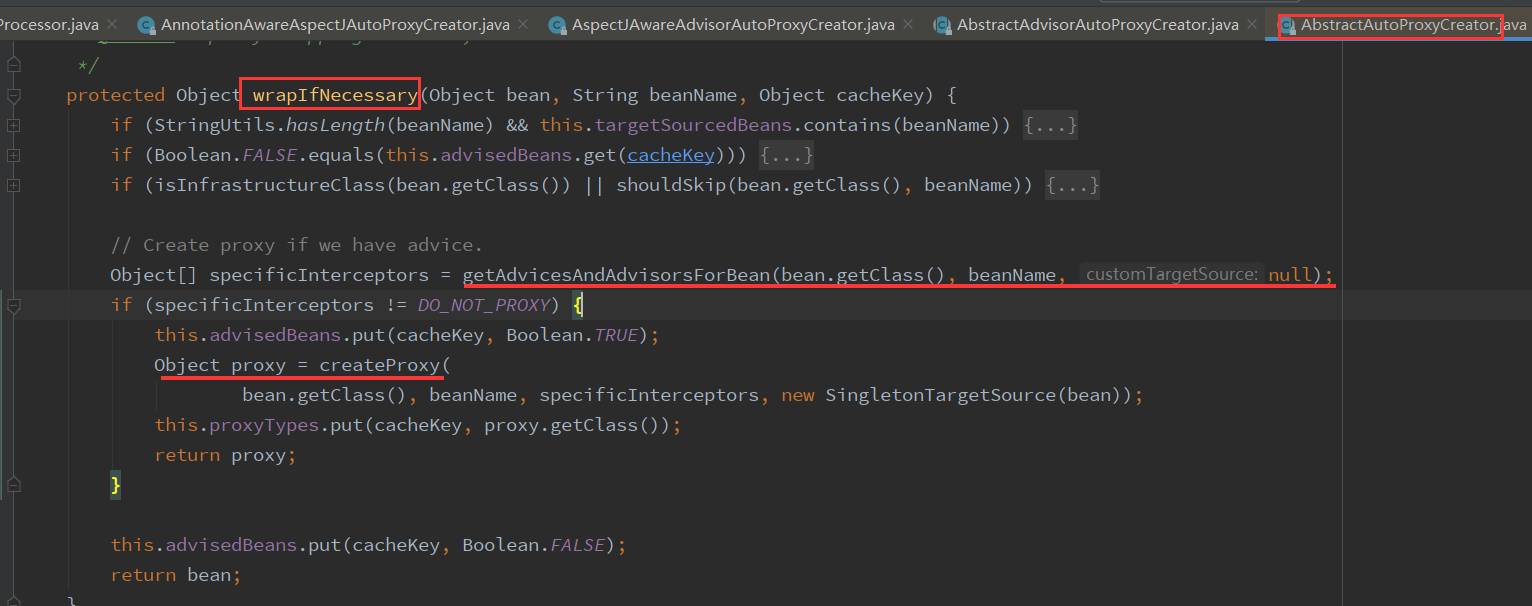 Processor.java × AnnotationAwareAspectJAutoProxyCreator.java × AspectJAwareAdvisorAutoProxyCreator.java × AbstractAdvisorAutoProxyCreator.java × AbstractAutoProxyCreator.java
*/
protected Object wrapIfNecessary(Object bean, String beanName, Object cacheKey) {
if (StringUtils.hasLength(beanName) && this.targetSourcedBeans.contains(beanName)) {...}
if (Boolean.FALSE.equals(this.advisedBeans.get(cacheKey))) {...}
if (isInfrastructureClass(bean.getClass()) || shouldSkip(bean.getClass(), beanName)) {...}
// Create proxy if we have advice.
Object[] specificInterceptors = getAdvicesAndAdvisorsForBean(bean.getClass(), beanName, customTargetSource: null);
if (specificInterceptors != DO_NOT_PROXY) {
this.advisedBeans.put(cacheKey, Boolean.TRUE);
Object proxy = createProxy(
bean.getClass(), beanName, specificInterceptors, new SingletonTargetSource(bean));
this.proxyTypes.put(cacheKey, proxy.getClass());
return proxy;
}
this.advisedBeans.put(cacheKey, Boolean.FALSE);
return bean;
}